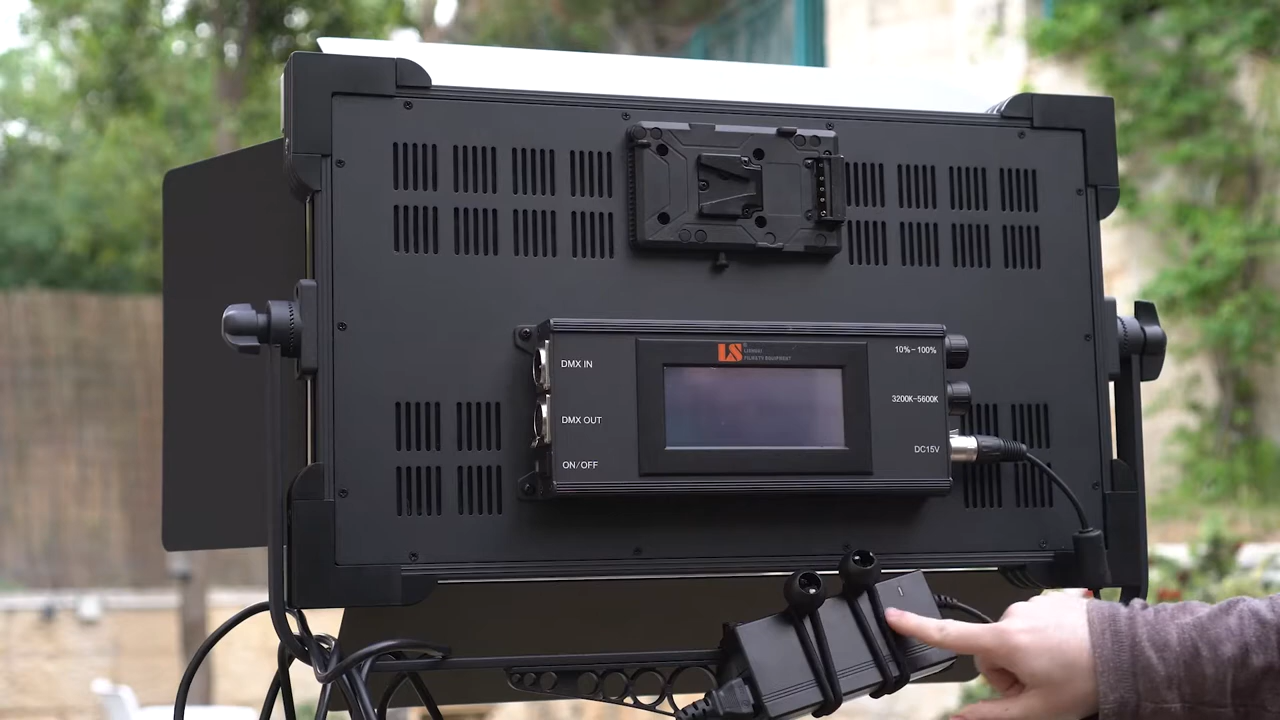 LS
DMX IN
DMX OUT
ON/OFF
10%-100%
3200K-5600K
DC15V